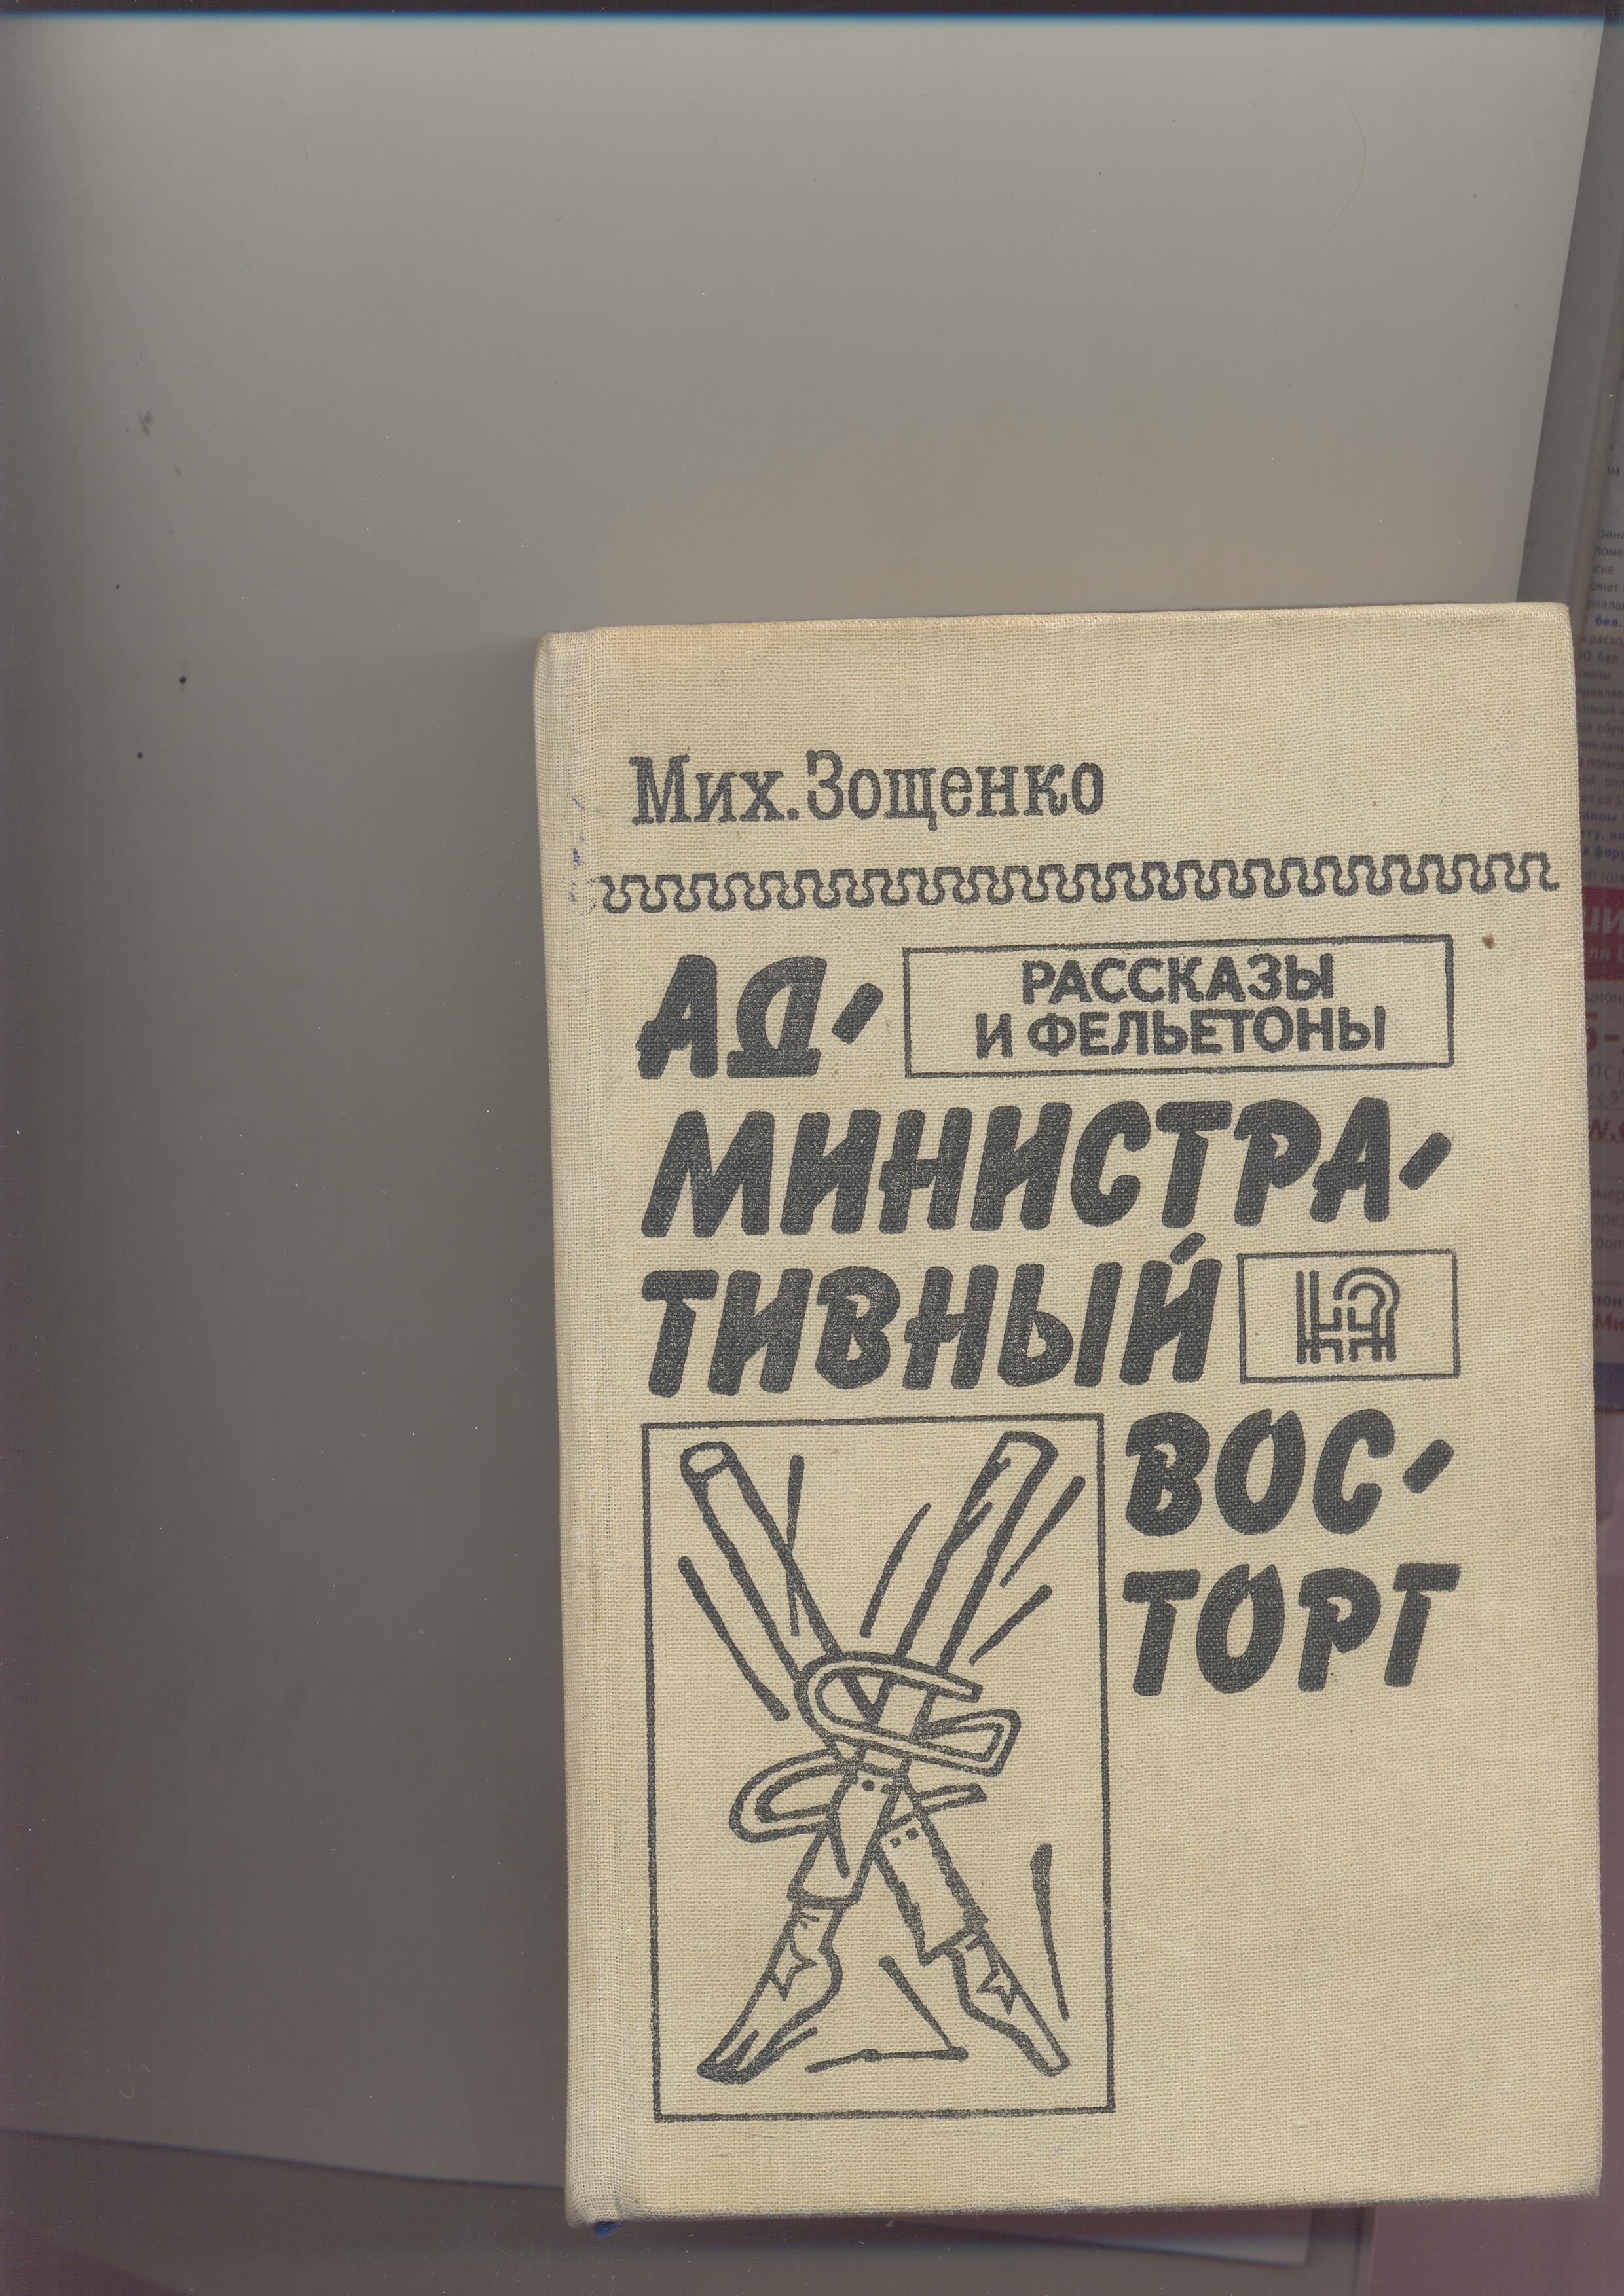 Мих. Зощенко
АД-
РАССКАЗЫ
И ФЕЛЬЕТОНЫ
МИНИСТРА-
ТИВНЫЙ
ВОС-
ТОРГ